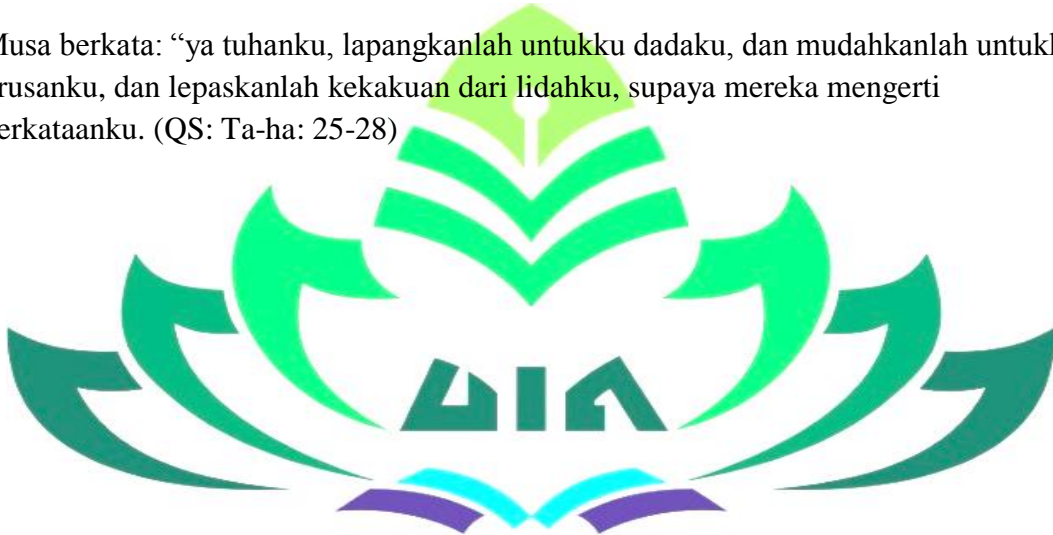 Musa berkata: “ya tuhanku, lapangkanlah untukku dadaku, dan mudahkanlah
rusanku, dan lepaskanlah kekakuan dari lidahku, supaya mereka mengerti
erkataanku. (QS: Ta-ha: 25-28)